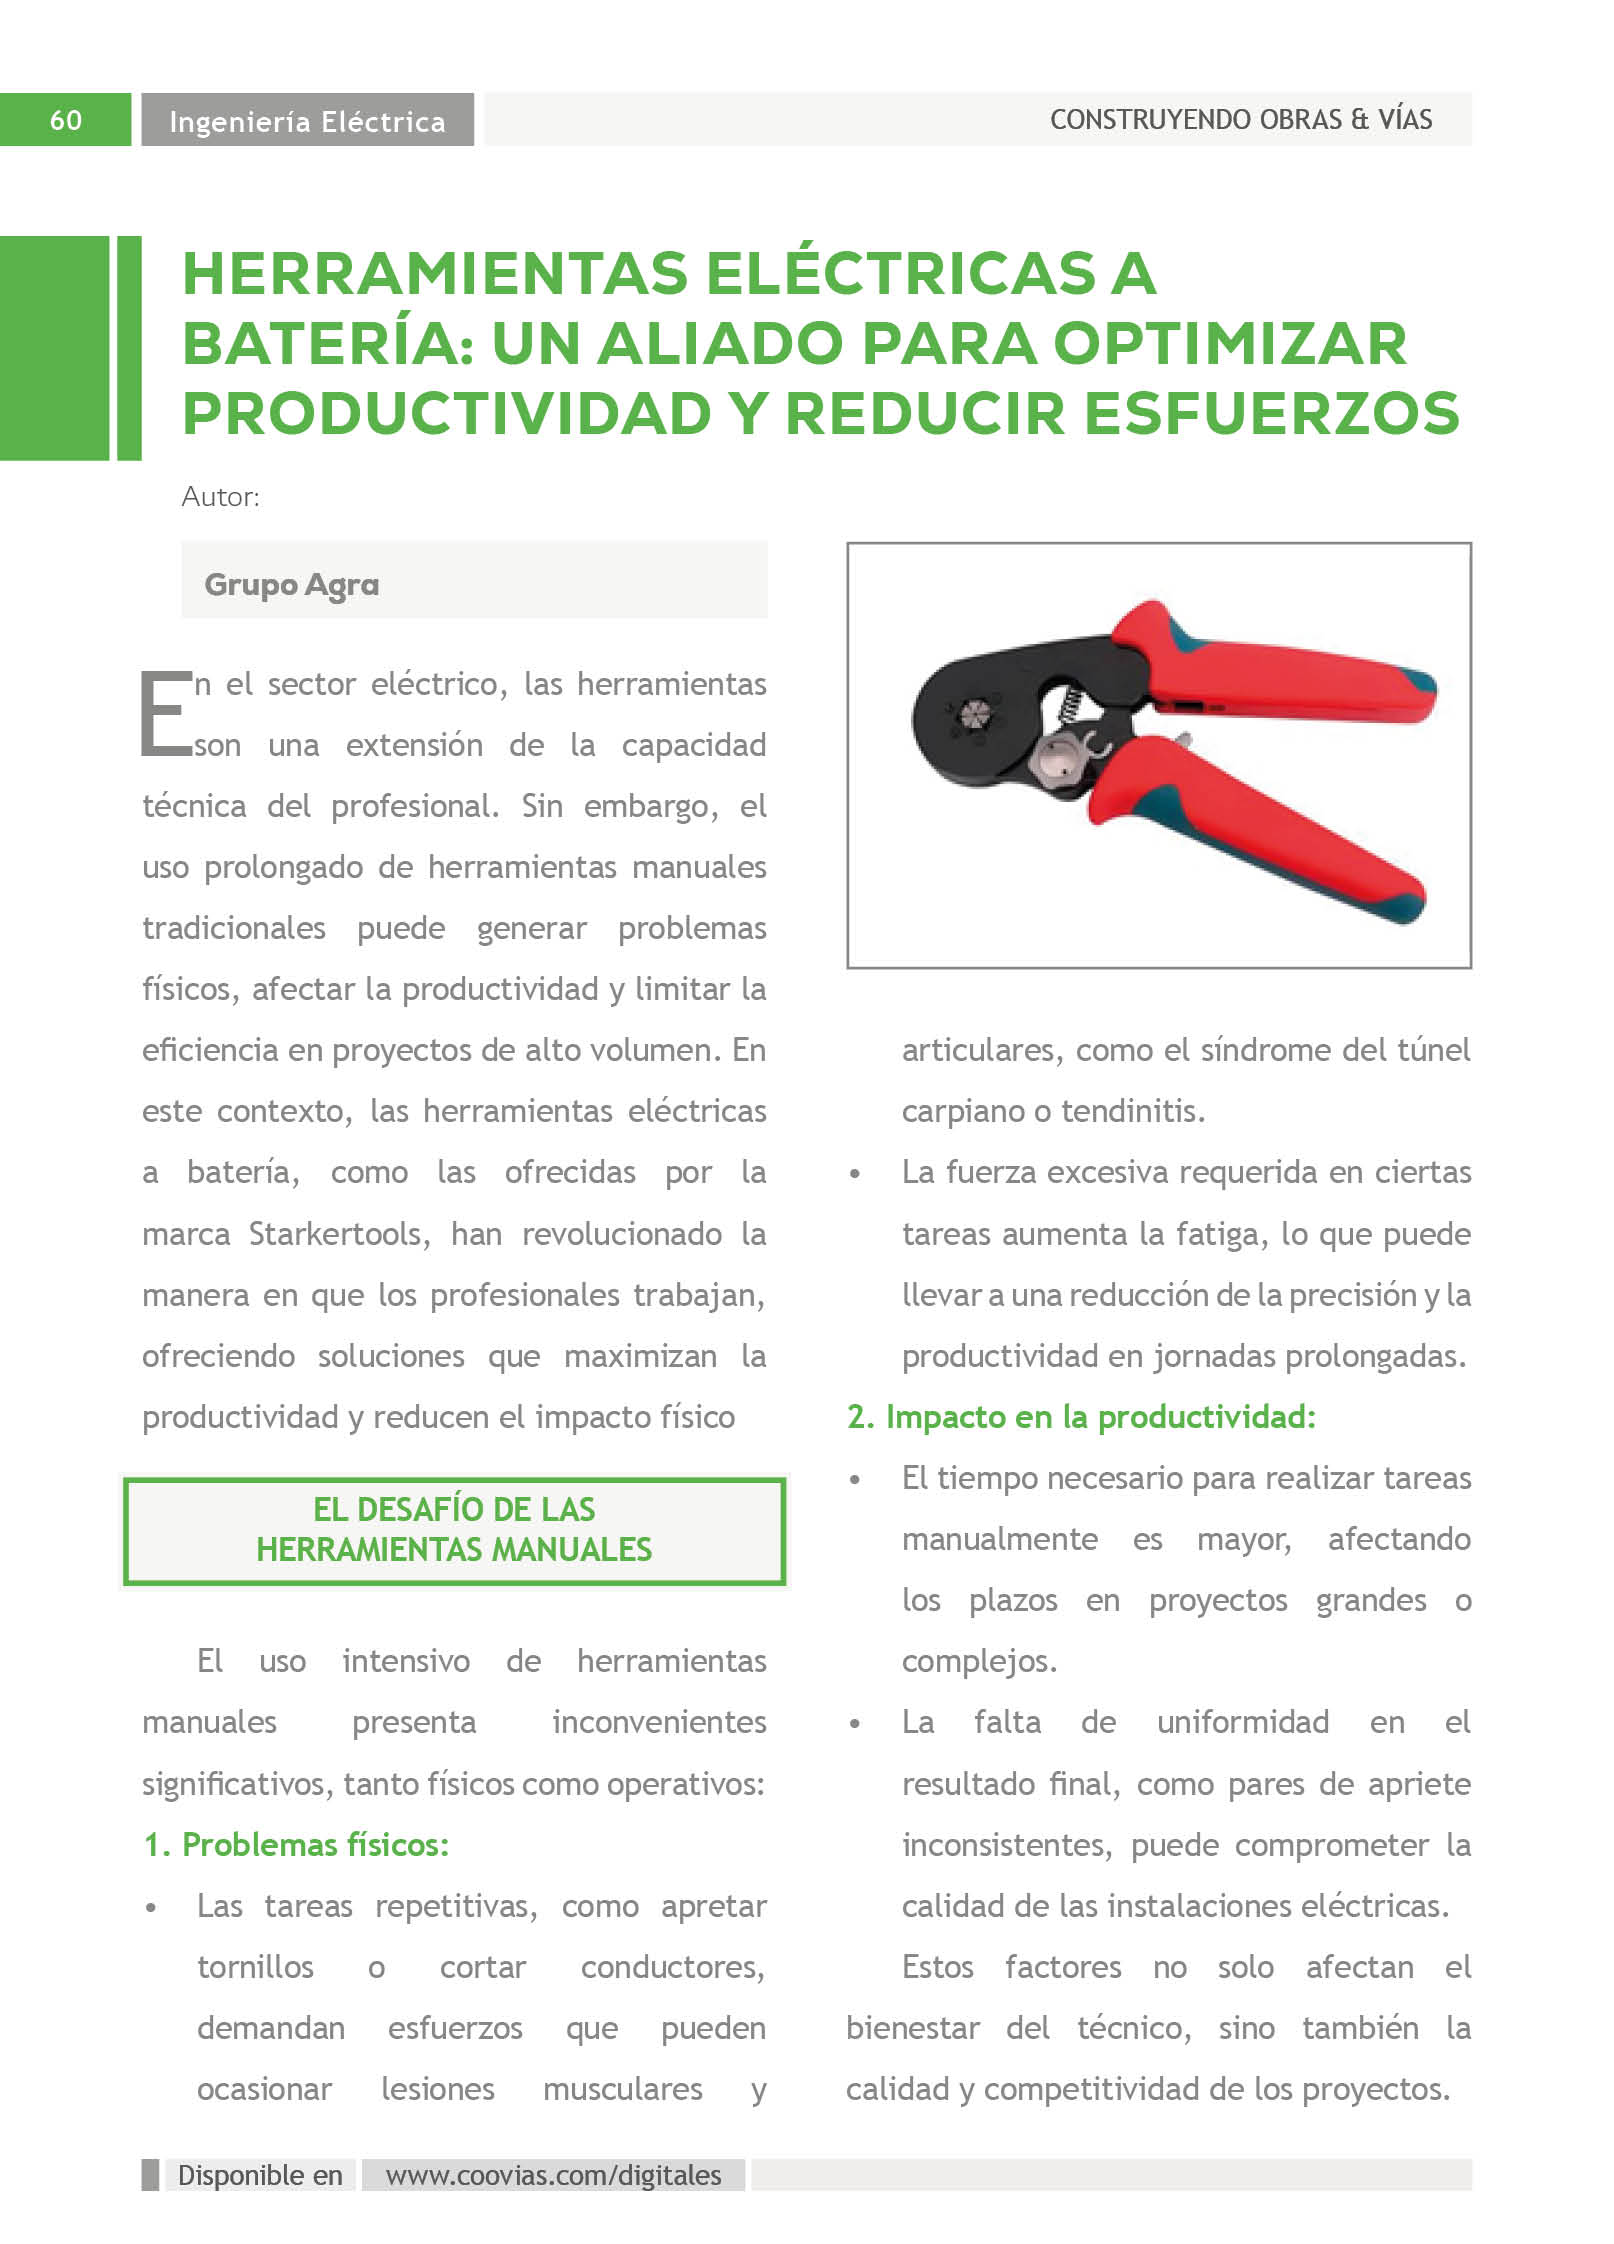 60
Ingeniería Eléctrica
CONSTRUYENDO OBRAS & VÍAS
HERRAMIENTAS ELÉCTRICAS A
BATERÍA: UN ALIADO PARA OPTIMIZAR
PRODUCTIVIDAD Y REDUCIR ESFUERZOS
Autor:
Grupo Agra
En el sector eléctrico, las herramientas
son una extensión de la capacidad
técnica del profesional. Sin embargo, el
uso prolongado de herramientas manuales
tradicionales puede generar problemas
físicos, afectar la productividad y limitar la
eficiencia en proyectos de alto volumen. En
este contexto, las herramientas eléctricas
a batería, como las ofrecidas por la
marca Starkertools, han revolucionado la
manera en que los profesionales trabajan,
ofreciendo soluciones que maximizan la
productividad y reducen el impacto físico
EL DESAFÍO DE LAS
HERRAMIENTAS MANUALES
El uso intensivo de herramientas
manuales presenta inconvenientes
significativos, tanto físicos como operativos:
1. Problemas físicos:
• Las tareas repetitivas, como apretar
tornillos o cortar conductores,
demandan esfuerzos que pueden
ocasionar lesiones musculares y
articulares, como el síndrome del túnel
carpiano o tendinitis.
• La fuerza excesiva requerida en ciertas
tareas aumenta la fatiga, lo que puede
llevar a una reducción de la precisión y la
productividad en jornadas prolongadas.
2. Impacto en la productividad:
• El tiempo necesario para realizar tareas
manualmente es mayor, afectando
los plazos en proyectos grandes o
complejos.
• La falta de uniformidad en el
resultado final, como pares de apriete
inconsistentes, puede comprometer la
calidad de las instalaciones eléctricas.
Estos factores no solo afectan el
bienestar del técnico, sino también la
calidad y competitividad de los proyectos.
Disponible en www.coovias.com/digitales